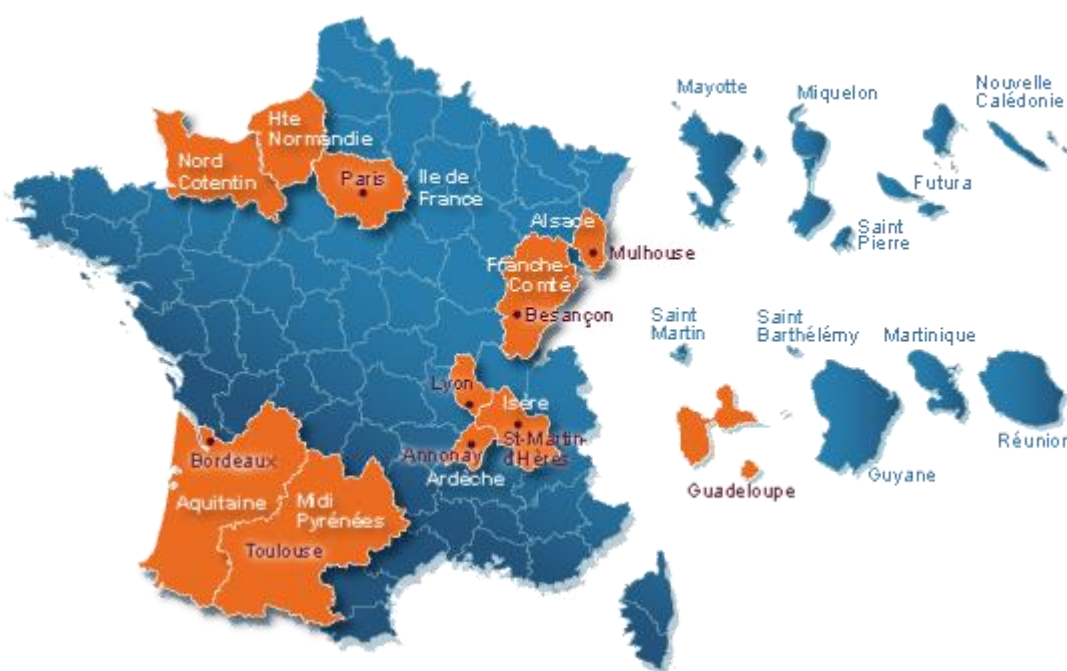 Hte
Normandie
Nord
Cotentin
Paris
Ile de
France
Alsace
Mulhouse
Franche-
Comté
Besançon
Lyon
Isère
St-Martin-
d'Hères
Annonay
Ardèche
Bordeaux
Aquitaine
Midi
Pyrénées
Toulouse
Mayotte
Miquelon
Nouvelle
Calédonie
Futura
Saint
Pierre
Saint
Martin
Saint
Barthélémy
Martinique
Guadeloupe
Guyane
Réunion